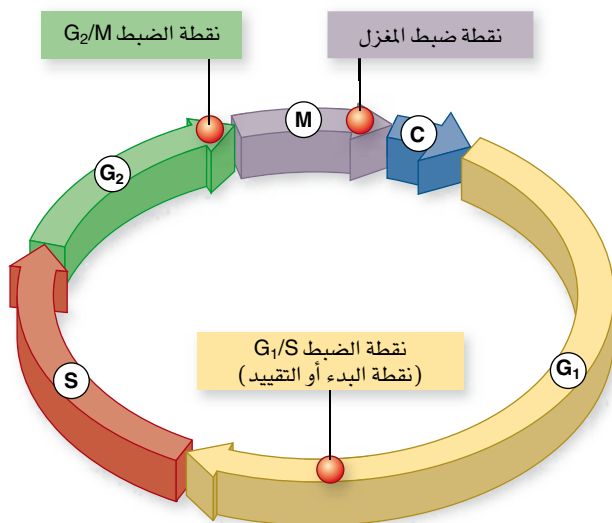 نقطة الضبط G₂/M
نقطة ضبط المغزل
M
C
G₂
نقطة الضبط G₁/S
(نقطة البدء أو التقييد)
G₁
S